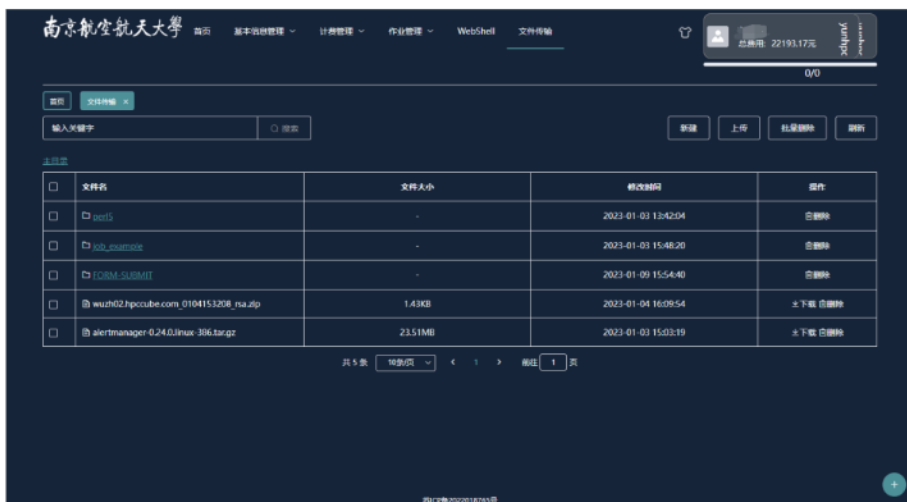 南京航空航天大學 首页 基本信息管理 计费管理 作业管理 WebShell 文件传输
总费用: 22193.17元
0/0
首页 文件传输 ×
输入关键字 搜索 新建 上传 批量删除 刷新
主目录
文件名 文件大小 修改时间 操作
perl5 - 2023-01-03 13:42:04 删除
job_example - 2023-01-03 15:48:20 删除
FORM-SUBMIT - 2023-01-09 15:54:40 删除
wuzh02.hpccube.com_0104153208_rsa.zip 1.43KB 2023-01-04 16:09:54 下载 删除
alertmanager-0.24.0.linux-386.tar.gz 23.51MB 2023-01-03 15:03:19 下载 删除
共 5 条 10条/页 < 1 > 前往 1 页